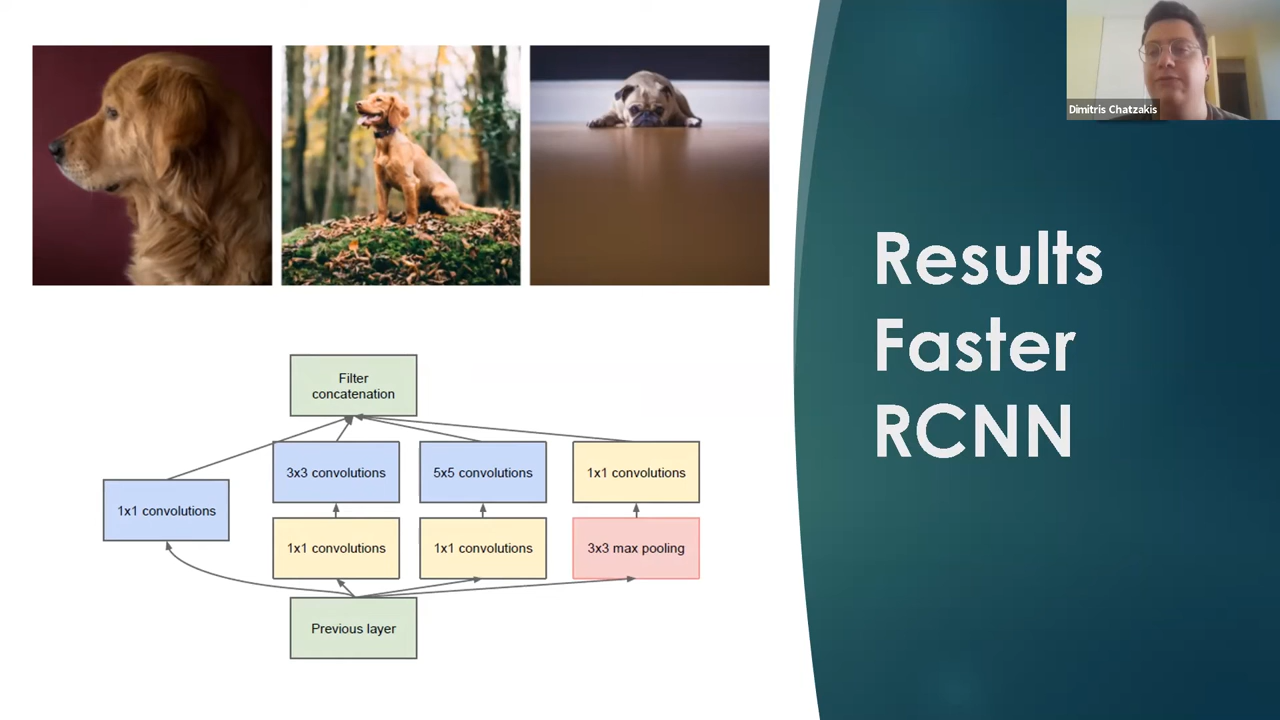 Filter
concatenation
3x3 convolutions
5x5 convolutions
1x1 convolutions
1x1 convolutions
1x1 convolutions
1x1 convolutions
3x3 max pooling
Previous layer
Results
Faster
RCNN
Dimitris Chatzakis